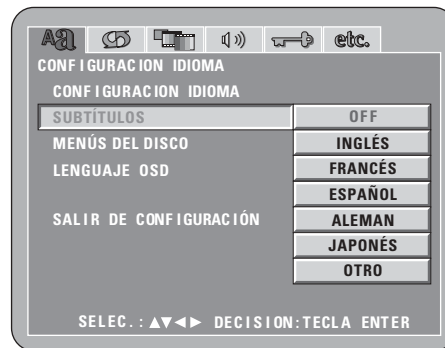 Aa etc.
CONFIGURACION IDIOMA
CONFIGURACION IDIOMA
SUBTÍTULOS OFF
MENÚS DEL DISCO INGLÉS
LENGUAJE OSD FRANCÉS
ESPAÑOL
SALIR DE CONFIGURACIÓN ALEMAN
JAPONÉS
OTRO
SELEC.:▲▼◄► DECISION:TECLA ENTER